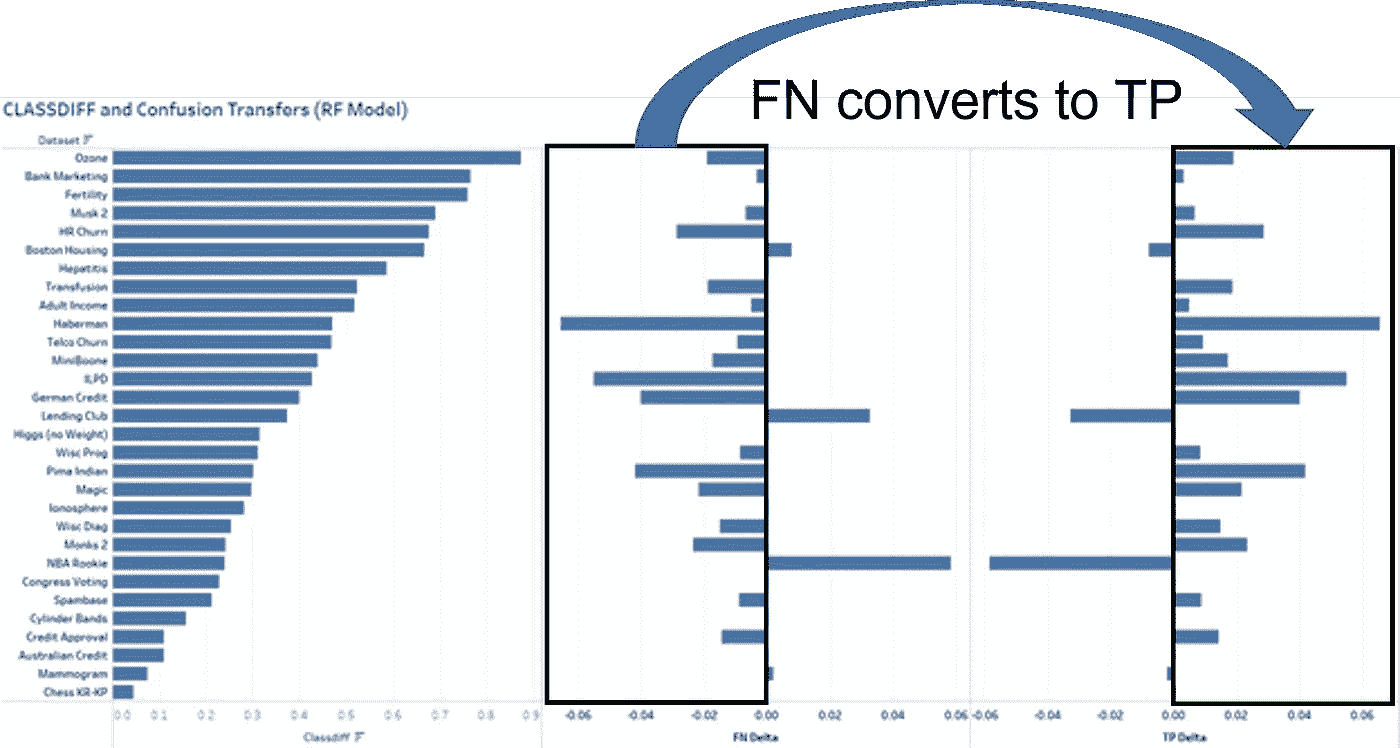 FN converts to TP
CLASSDIFF and Confusion Transfers (RF Model)
Dataset
Ozone
Bank Marketing
Fertility
Musk 2
HR Churn
Boston Housing
Hepatitis
Transfusion
Adult Income
Haberman
Telco Churn
MiniBoone
ILPD
German Credit
Lending Club
Higgs (no Weight)
Wisc Prog
Pima Indian
Magic
Ionosphere
Wisc Diag
Monks 2
NBA Rookie
Congress Voting
Spambase
Cylinder Bands
Credit Approval
Australian Credit
Mammogram
Chess KR-KP
0.0 0.1 0.2 0.3 0.4 0.5 0.6 0.7 0.8 0.9 -0.06 -0.04 -0.02 0.00 0.02 0.04 0.06 -0.06 -0.04 -0.02 0.00 0.02 0.04 0.06
Classdiff FN Delta TP Delta